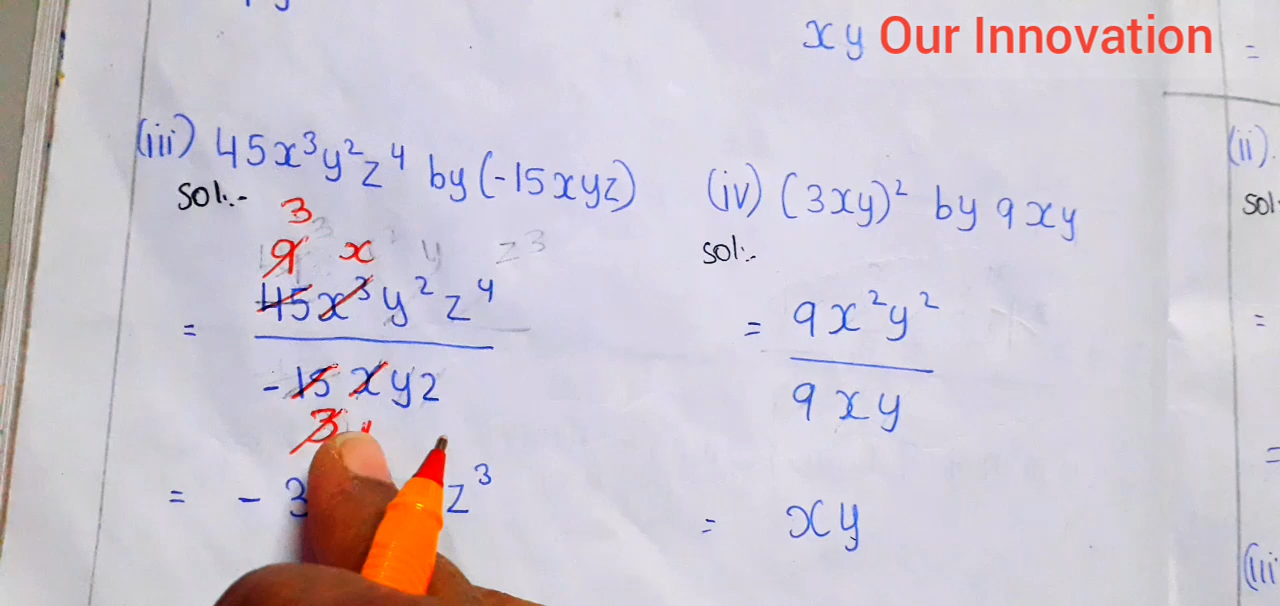 xy Our Innovation
=
(iii) 45x³y²z⁴ by (-15xyz)
Sol:-
3
9 x y z³
= 45x³y²z⁴
-15xyz
3
= -3 z³
(iv) (3xy)² by 9xy
Sol:-
= 9x²y²
9xy
= xy
(ii).
Sol
=
=
(iii